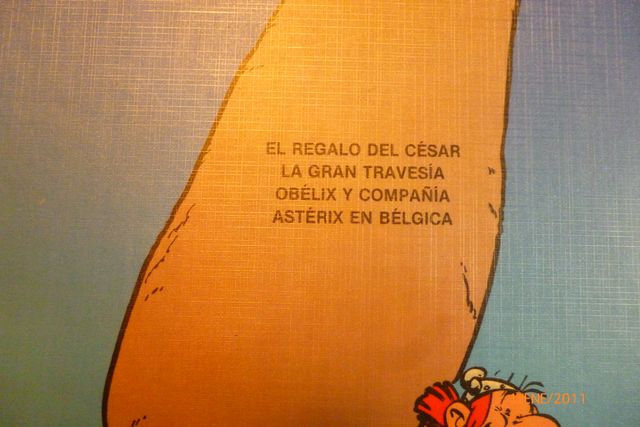 EL REGALO DEL CÉSAR
LA GRAN TRAVESÍA
OBÉLIX Y COMPAÑÍA
ASTÉRIX EN BÉLGICA
ENE/2011